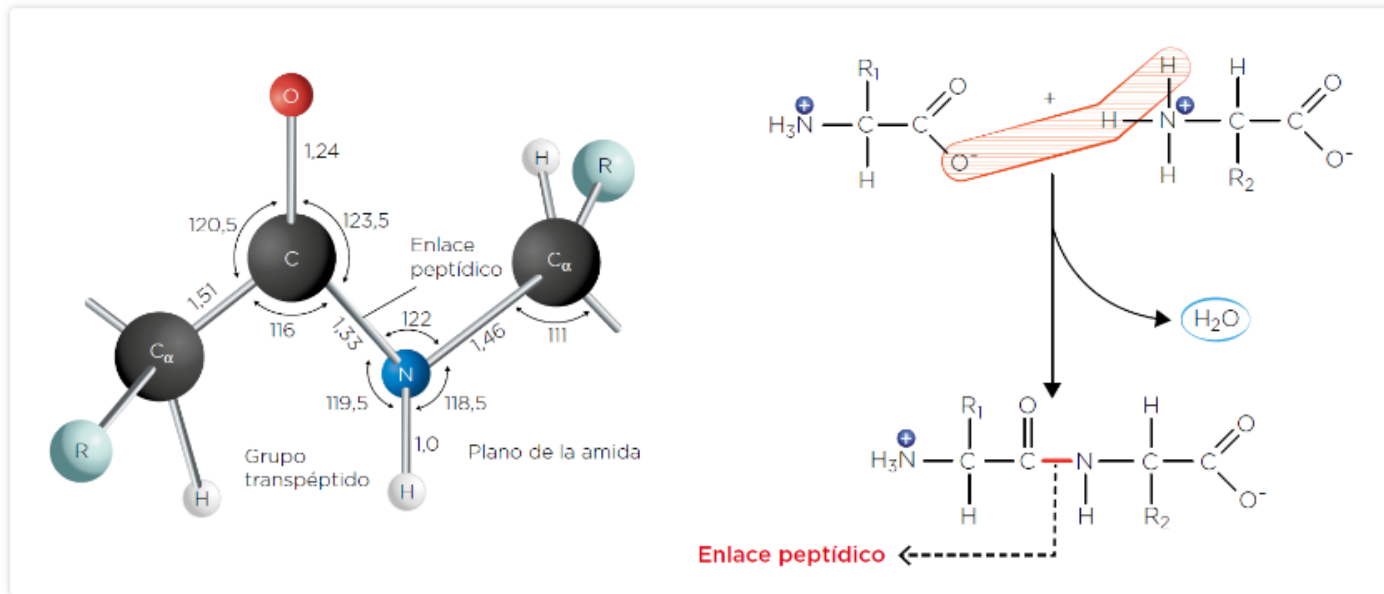 O
1,24
H
R
120,5
123,5
C
Enlace
peptídico
Cα
1,51
116
1,33
122
1,46
111
Cα
N
119,5
118,5
R
1,0
Plano de la amida
Grupo
transpéptido
H
H
R₁
O
+
H
H
O
H₃N⊕
C
C
H
N⊕
C
C
O⁻
H
H
R₂
O⁻
H₂O
R₁
O
H
O
H₃N⊕
C
C
N
C
C
H
H
R₂
O⁻
Enlace peptídico